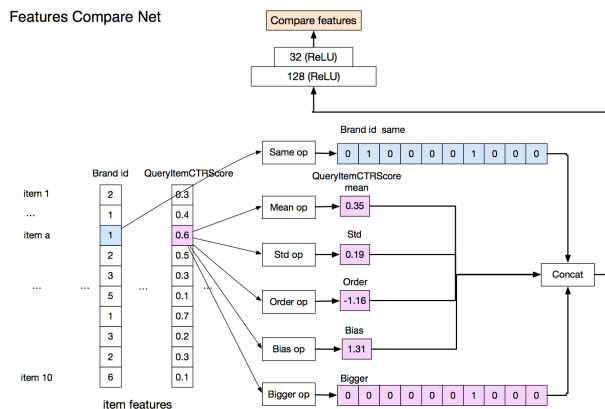 Features Compare Net
Compare features
32 (ReLU)
128 (ReLU)
Brand id same
Same op
0 1 0 0 0 0 1 0 0 0
Brand id QueryItemCTRScore
QueryItemCTRScore
mean
item 1 2 0.3
Mean op 0.35
... 1 0.4
item a 1 0.6
Std
2 0.5
Std op 0.19
3 0.3
... ... ... ...
Order
5 0.1
Order op -1.16
Concat
1 0.7
3 0.2
Bias
2 0.3
Bias op 1.31
item 10 6 0.1
Bigger
Bigger op
0 0 0 0 0 0 1 0 0 0
item features